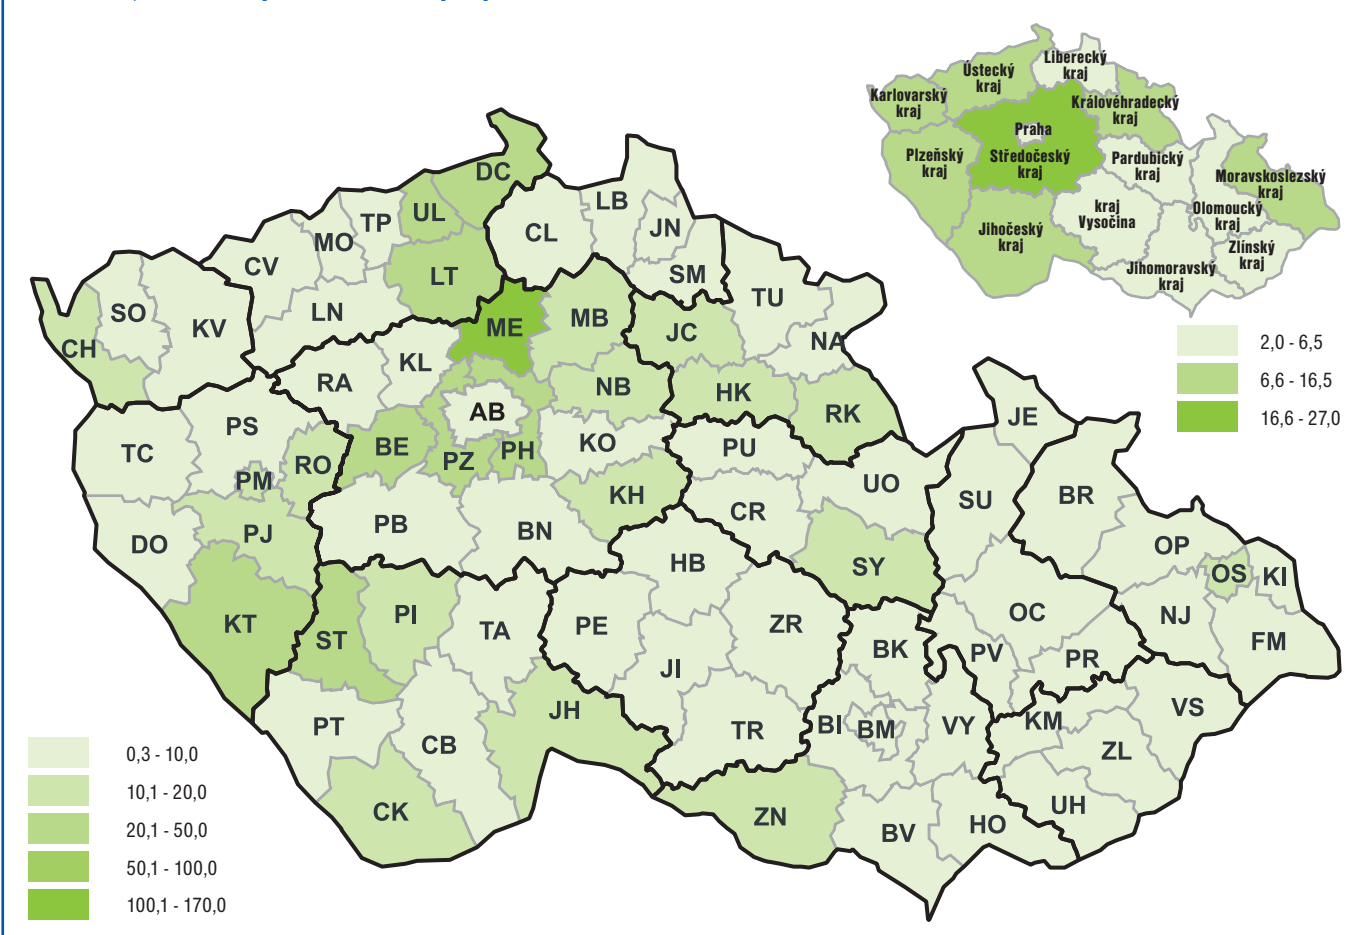 Liberecký
kraj
Ústecký
kraj
Karlovarský
kraj
Královéhradecký
kraj
Praha
Středočeský
kraj
Plzeňský
kraj
Pardubický
kraj
Moravskoslezský
kraj
kraj
Vysočina
Olomoucký
kraj
Jihočeský
kraj
Zlínský
kraj
Jihomoravský
kraj
2,0 - 6,5
6,6 - 16,5
16,6 - 27,0
DC
LB
UL
TP
JN
CL
MO
CV
LT
SM
TU
SO
LN
KV
ME
MB
JC
NA
CH
KL
RA
NB
HK
AB
RK
JE
PS
BE
PH
KO
PU
TC
RO
PZ
PM
UO
KH
SU
BR
CR
PB
BN
PJ
DO
OP
HB
SY
OS
KI
KT
PI
OC
NJ
ST
TA
PE
ZR
FM
BK
PV
PR
JI
VS
JH
PT
CB
TR
BI
BM
VY
KM
ZL
CK
ZN
BV
HO
UH
0,3 - 10,0
10,1 - 20,0
20,1 - 50,0
50,1 - 100,0
100,1 - 170,0